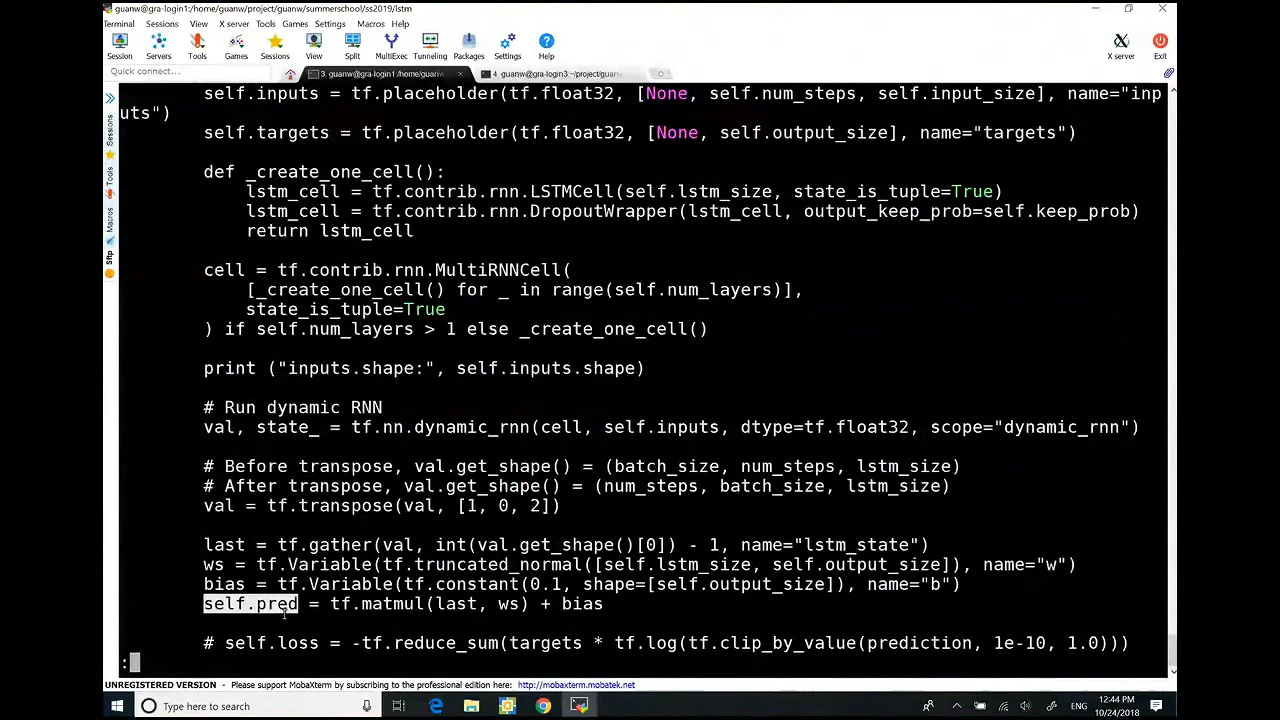 guanw@gra-login1:/home/guanw/project/guanw/summerschool/ss2019/lstm
Terminal Sessions View X server Tools Games Settings Macros Help
Session Servers Tools Games Sessions View Split MultiExec Tunneling Packages Settings Help X server Exit
Quick connect...
3 guanw@gra-login1:/home/guanw
4 guanw@gra-login3:~/project/guanw
Sessions
Tools
Macros
Sftp
self.inputs = tf.placeholder(tf.float32, [None, self.num_steps, self.input_size], name="inp
uts")
self.targets = tf.placeholder(tf.float32, [None, self.output_size], name="targets")
def _create_one_cell():
lstm_cell = tf.contrib.rnn.LSTMCell(self.lstm_size, state_is_tuple=True)
lstm_cell = tf.contrib.rnn.DropoutWrapper(lstm_cell, output_keep_prob=self.keep_prob)
return lstm_cell
cell = tf.contrib.rnn.MultiRNNCell(
[_create_one_cell() for _ in range(self.num_layers)],
state_is_tuple=True
) if self.num_layers > 1 else _create_one_cell()
print ("inputs.shape:", self.inputs.shape)
# Run dynamic RNN
val, state_ = tf.nn.dynamic_rnn(cell, self.inputs, dtype=tf.float32, scope="dynamic_rnn")
# Before transpose, val.get_shape() = (batch_size, num_steps, lstm_size)
# After transpose, val.get_shape() = (num_steps, batch_size, lstm_size)
val = tf.transpose(val, [1, 0, 2])
last = tf.gather(val, int(val.get_shape()[0]) - 1, name="lstm_state")
ws = tf.Variable(tf.truncated_normal([self.lstm_size, self.output_size]), name="w")
bias = tf.Variable(tf.constant(0.1, shape=[self.output_size]), name="b")
self.pred = tf.matmul(last, ws) + bias
# self.loss = -tf.reduce_sum(targets * tf.log(tf.clip_by_value(prediction, 1e-10, 1.0)))
:
UNREGISTERED VERSION - Please support MobaXterm by subscribing to the professional edition here: http://mobaxterm.mobatek.net
Type here to search
ENG
12:44 PM
10/24/2018